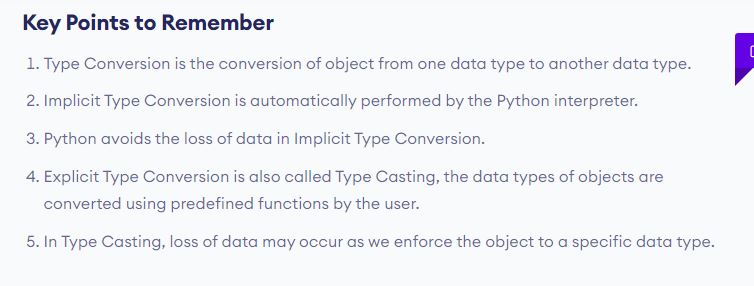 Key Points to Remember
1. Type Conversion is the conversion of object from one data type to another data type.
2. Implicit Type Conversion is automatically performed by the Python interpreter.
3. Python avoids the loss of data in Implicit Type Conversion.
4. Explicit Type Conversion is also called Type Casting, the data types of objects are
converted using predefined functions by the user.
5. In Type Casting, loss of data may occur as we enforce the object to a specific data type.